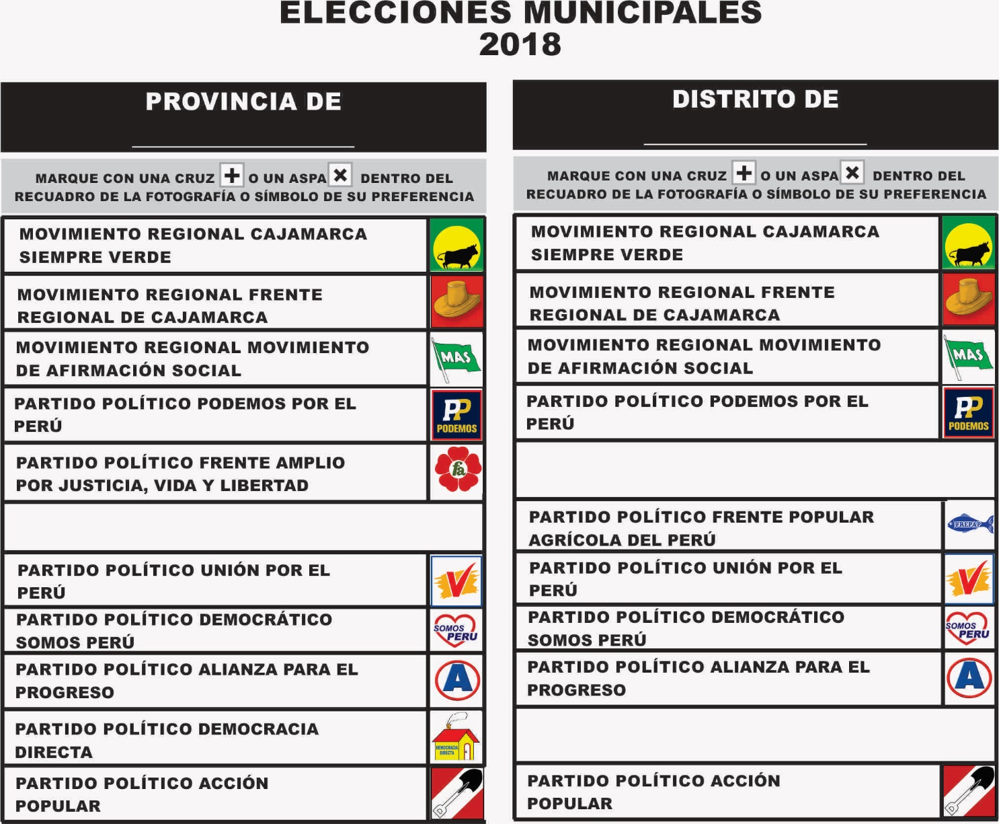 ELECCIONES MUNICIPALES
2018
PROVINCIA DE
MARQUE CON UNA CRUZ + O UN ASPA X DENTRO DEL
RECUADRO DE LA FOTOGRAFÍA O SÍMBOLO DE SU PREFERENCIA
MOVIMIENTO REGIONAL CAJAMARCA
SIEMPRE VERDE
MOVIMIENTO REGIONAL FRENTE
REGIONAL DE CAJAMARCA
MOVIMIENTO REGIONAL MOVIMIENTO
DE AFIRMACIÓN SOCIAL
MAS
PARTIDO POLÍTICO PODEMOS POR EL
PERÚ
PP
PODEMOS
PARTIDO POLÍTICO FRENTE AMPLIO
POR JUSTICIA, VIDA Y LIBERTAD
fa
PARTIDO POLÍTICO UNIÓN POR EL
PERÚ
PARTIDO POLÍTICO DEMOCRÁTICO
SOMOS PERÚ
SOMOS
PERU
PARTIDO POLÍTICO ALIANZA PARA EL
PROGRESO
A
PARTIDO POLÍTICO DEMOCRACIA
DIRECTA
DEMOCRACIA
DIRECTA
PARTIDO POLÍTICO ACCIÓN
POPULAR
DISTRITO DE
MARQUE CON UNA CRUZ + O UN ASPA X DENTRO DEL
RECUADRO DE LA FOTOGRAFÍA O SÍMBOLO DE SU PREFERENCIA
MOVIMIENTO REGIONAL CAJAMARCA
SIEMPRE VERDE
MOVIMIENTO REGIONAL FRENTE
REGIONAL DE CAJAMARCA
MOVIMIENTO REGIONAL MOVIMIENTO
DE AFIRMACIÓN SOCIAL
MAS
PARTIDO POLÍTICO PODEMOS POR EL
PERÚ
PP
PODEMOS
PARTIDO POLÍTICO FRENTE POPULAR
AGRÍCOLA DEL PERÚ
FREPAP
PARTIDO POLÍTICO UNIÓN POR EL
PERÚ
PARTIDO POLÍTICO DEMOCRÁTICO
SOMOS PERÚ
SOMOS
PERU
PARTIDO POLÍTICO ALIANZA PARA EL
PROGRESO
A
PARTIDO POLÍTICO ACCIÓN
POPULAR